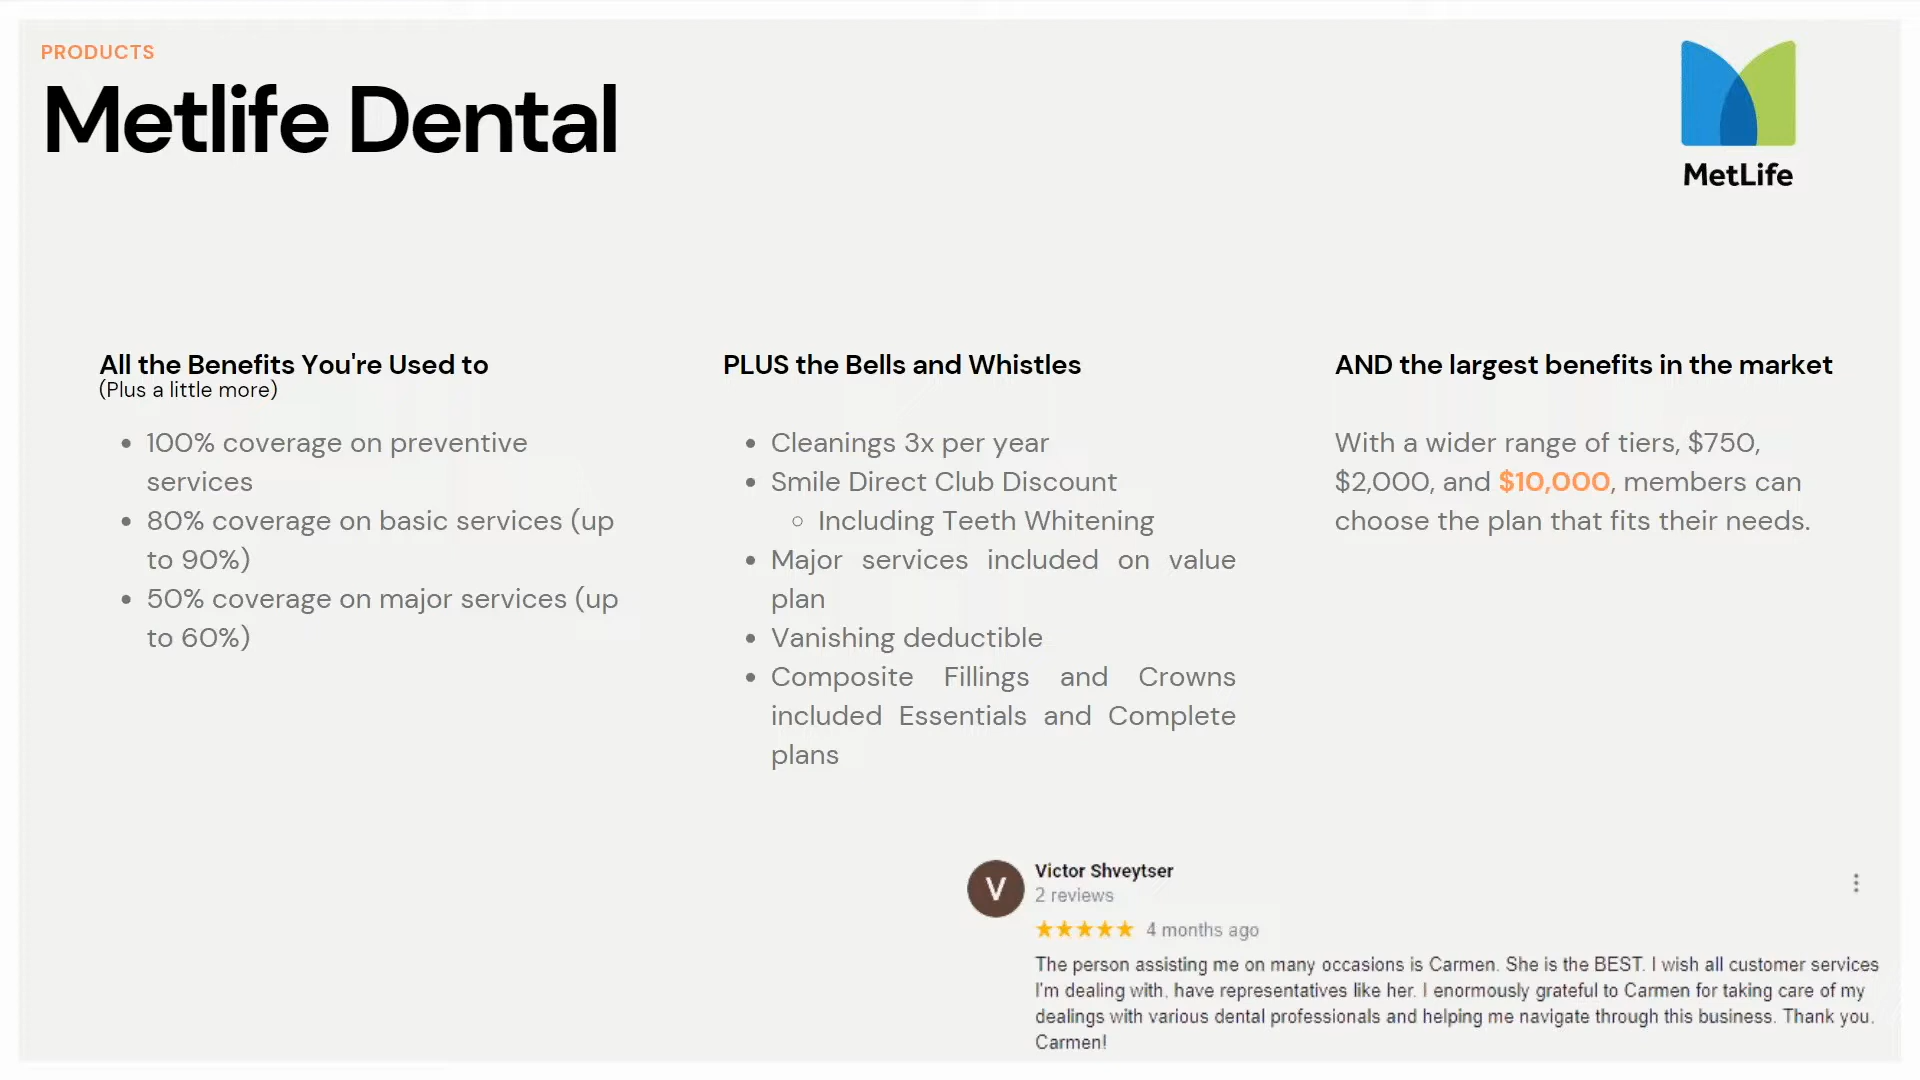 PRODUCTS
Metlife Dental
MetLife
All the Benefits You're Used to
(Plus a little more)
• 100% coverage on preventive
services
• 80% coverage on basic services (up
to 90%)
• 50% coverage on major services (up
to 60%)
PLUS the Bells and Whistles
• Cleanings 3x per year
• Smile Direct Club Discount
○ Including Teeth Whitening
• Major services included on value
plan
• Vanishing deductible
• Composite Fillings and Crowns
included Essentials and Complete
plans
AND the largest benefits in the market
With a wider range of tiers, $750,
$2,000, and $10,000, members can
choose the plan that fits their needs.
V
Victor Shveytser
2 reviews
★★★★★ 4 months ago
The person assisting me on many occasions is Carmen. She is the BEST. I wish all customer services
I'm dealing with, have representatives like her. I enormously grateful to Carmen for taking care of my
dealings with various dental professionals and helping me navigate through this business. Thank you,
Carmen!